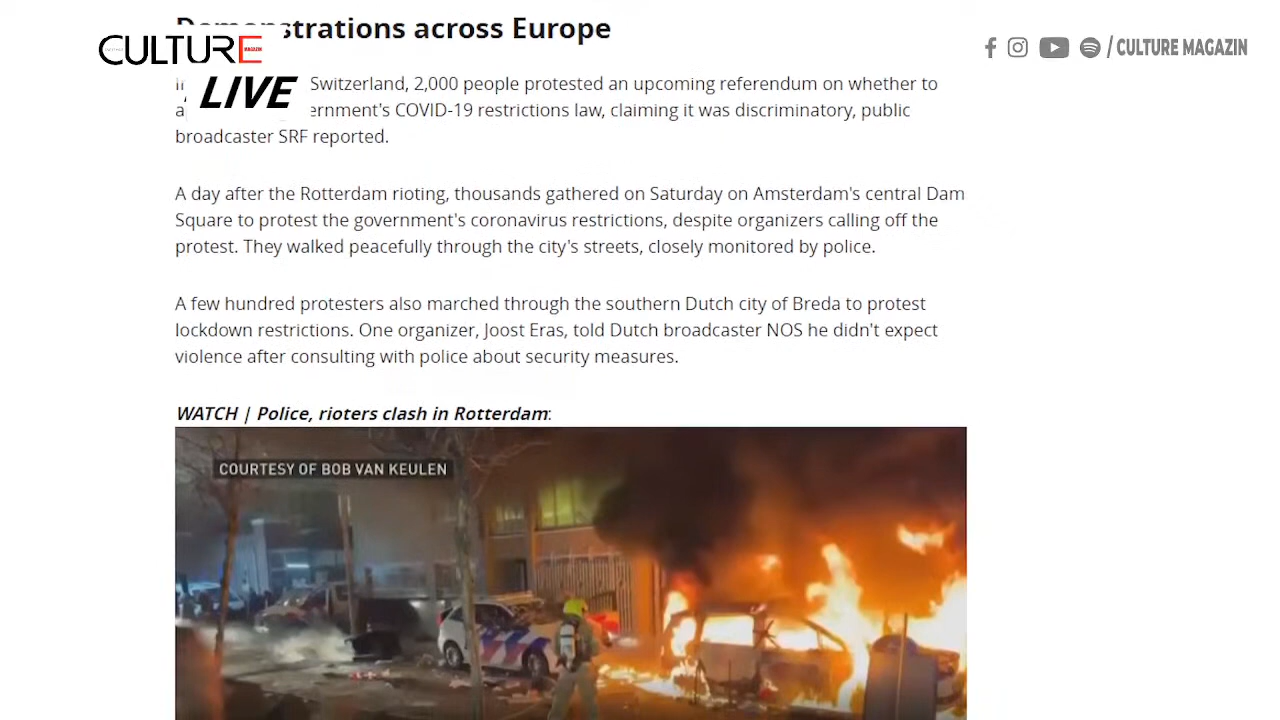 Demonstrations across Europe
CULTURE
MAGAZIN
LIVE
/ CULTURE MAGAZIN
Switzerland, 2,000 people protested an upcoming referendum on whether to
ernment's COVID-19 restrictions law, claiming it was discriminatory, public
broadcaster SRF reported.
A day after the Rotterdam rioting, thousands gathered on Saturday on Amsterdam's central Dam
Square to protest the government's coronavirus restrictions, despite organizers calling off the
protest. They walked peacefully through the city's streets, closely monitored by police.
A few hundred protesters also marched through the southern Dutch city of Breda to protest
lockdown restrictions. One organizer, Joost Eras, told Dutch broadcaster NOS he didn't expect
violence after consulting with police about security measures.
WATCH | Police, rioters clash in Rotterdam:
COURTESY OF BOB VAN KEULEN